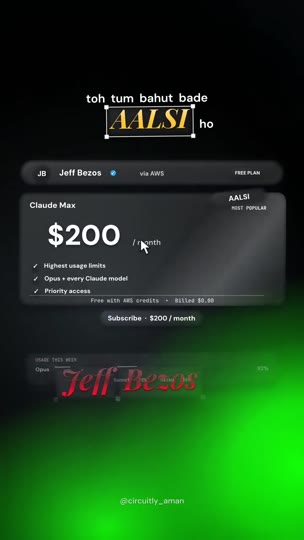 toh tum bahut bade
AALSI ho
JB Jeff Bezos via AWS FREE PLAN
Claude Max AALSI
MOST POPULAR
$200 / month
✓ Highest usage limits
✓ Opus + every Claude model
✓ Priority access
Free with AWS credits • Billed $0.00
Subscribe · $200 / month
USAGE THIS WEEK
Opus 92%
Jeff Bezos
@circuitly_aman